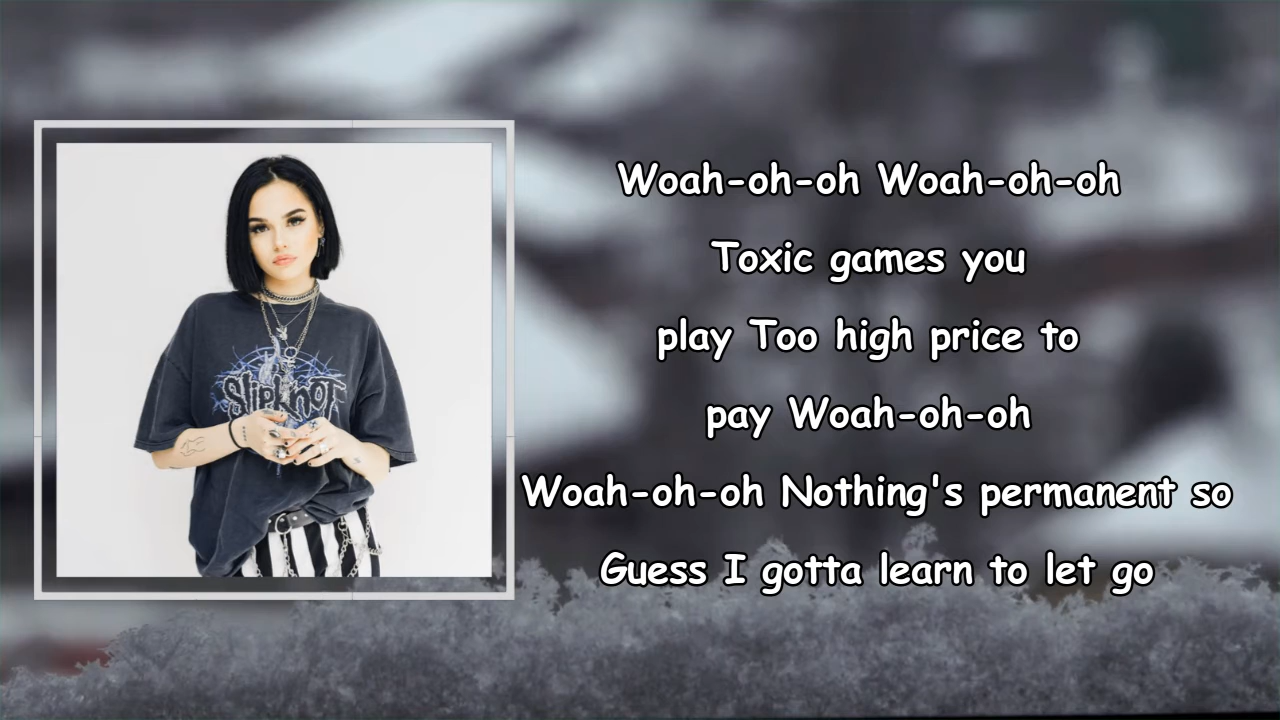 Woah-oh-oh Woah-oh-oh
Toxic games you
play Too high price to
pay Woah-oh-oh
Woah-oh-oh Nothing's permanent so
Guess I gotta learn to let go
SlipKnoT